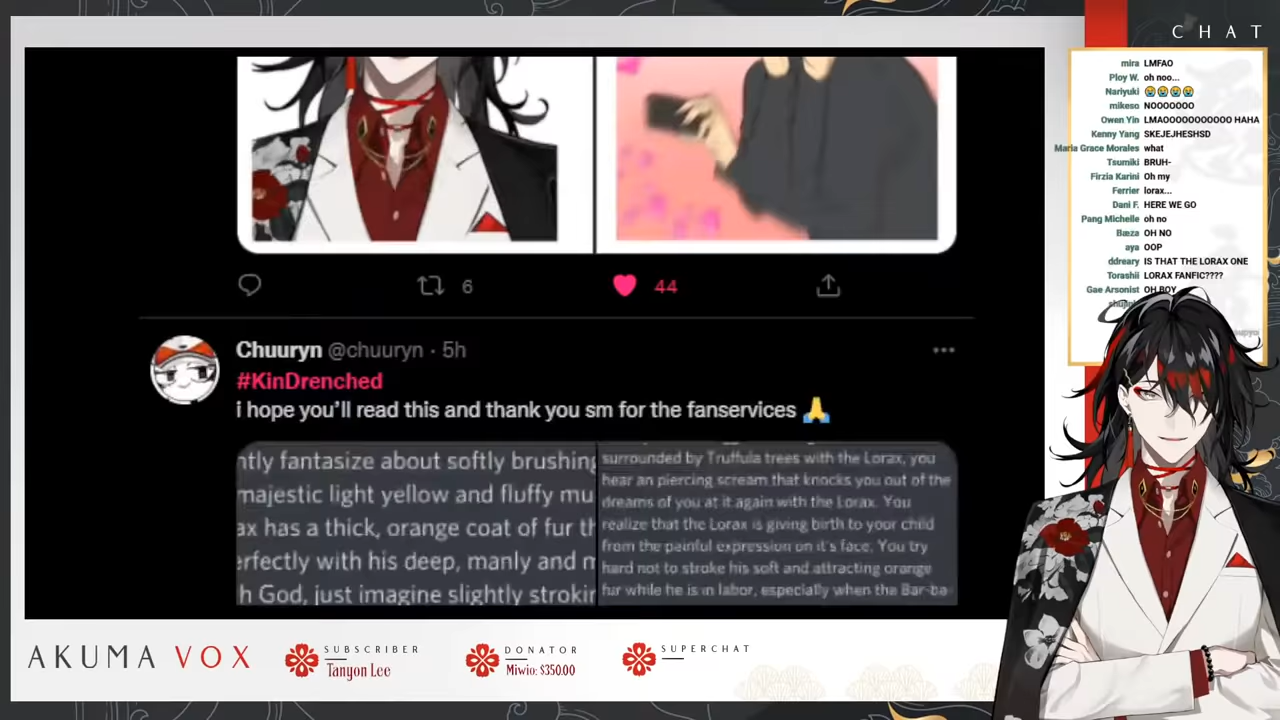 CHAT
mira LMFAO
Ploy W. oh noo...
Nariyuki 😭😭😭😭
mikeso NOOOOOOO
Owen Yin LMAOOOOOOOOOOO HAHA
Kenny Yang SKEJEJHESHSD
Maria Grace Morales what
Tsumiki BRUH-
Firzia Karini Oh my
Ferrier lorax...
Dani F. HERE WE GO
Pang Michelle oh no
Bæza OH NO
aya OOP
ddreary IS THAT THE LORAX ONE
Torashii LORAX FANFIC????
Gae Arsonist OH BOY
6
44
Chuuryn @chuuryn · 5h
#KinDrenched
i hope you'll read this and thank you sm for the fanservices 🙏
ntly fantasize about softly brushing
majestic light yellow and fluffy mu
ax has a thick, orange coat of fur th
erfectly with his deep, manly and m
h God, just imagine slightly strokin
surrounded by Truffula trees with the Lorax, you
hear an piercing scream that knocks you out of the
dreams of you at it again with the Lorax. You
realize that the Lorax is giving birth to your child
from the painful expression on it's face. You try
hard not to stroke his soft and attracting orange
fur while he is in labor, especially when the Bar-ba
AKUMA VOX
SUBSCRIBER
Tanyon Lee
DONATOR
Miwio: $350.00
SUPERCHAT